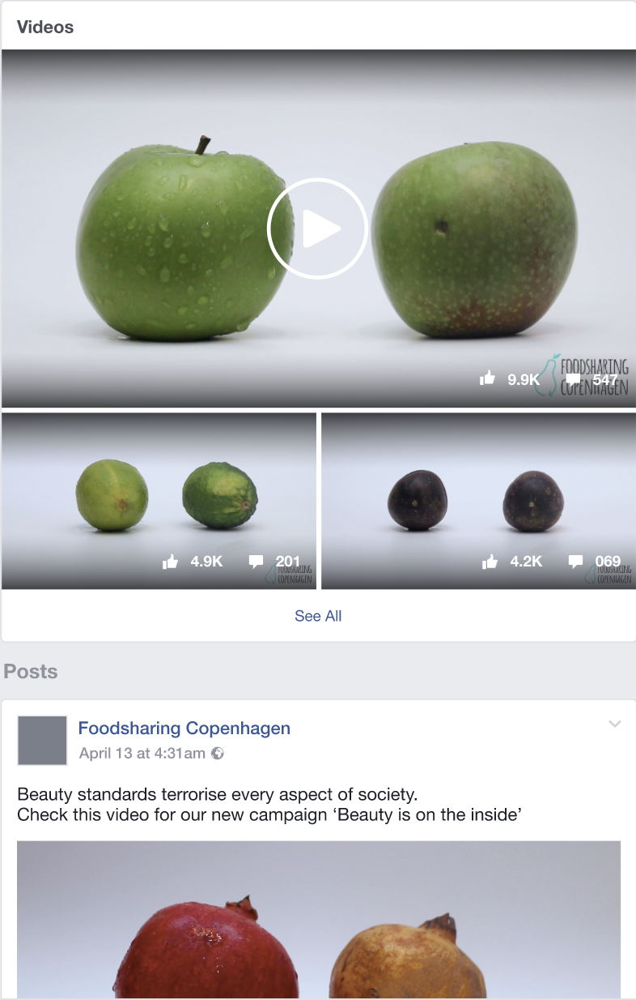 Videos
9.9K 547
FOODSHARING
COPENHAGEN
4.9K 201
FOODSHARING
COPENHAGEN
4.2K 069
FOODSHARING
COPENHAGEN
See All
Posts
Foodsharing Copenhagen
April 13 at 4:31am
Beauty standards terrorise every aspect of society.
Check this video for our new campaign ‘Beauty is on the inside’